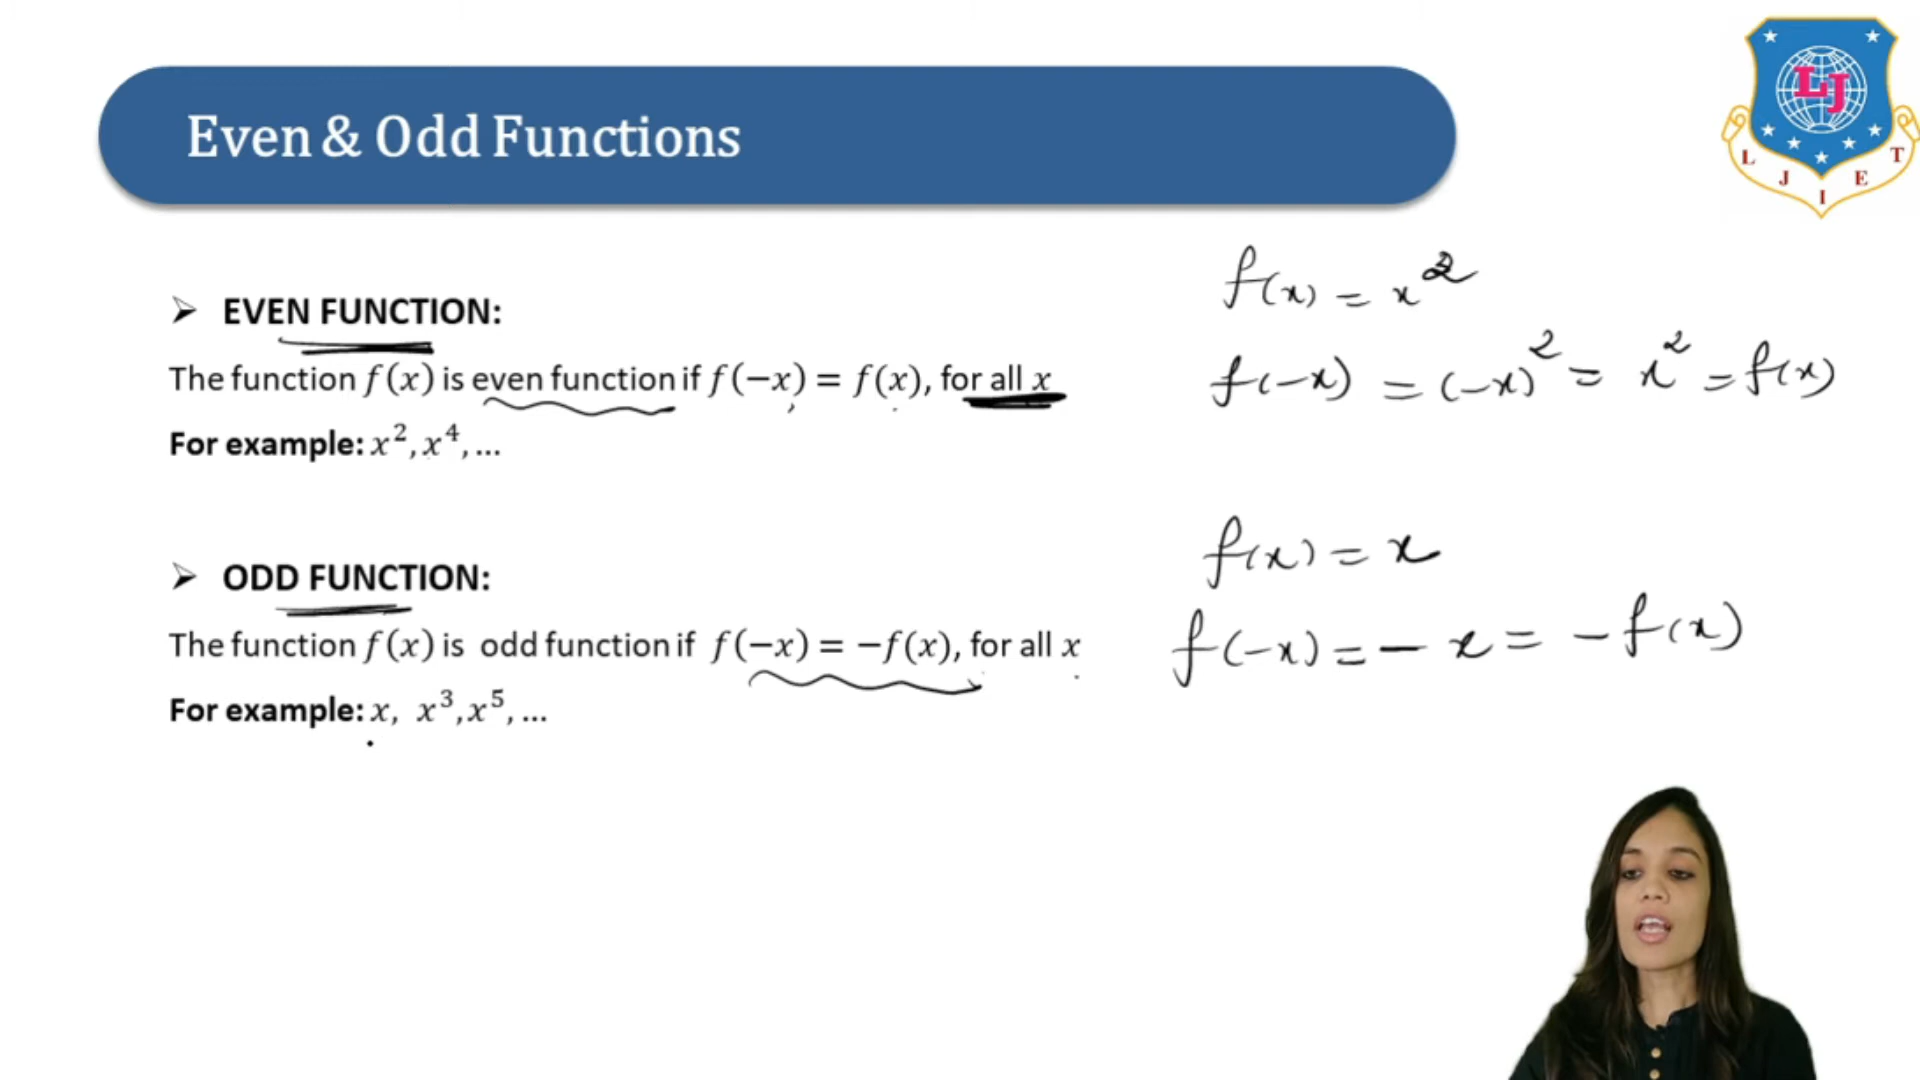 Even & Odd Functions
LJ
L J I E T
➢ EVEN FUNCTION:
The function f(x) is even function if f(−x) = f(x), for all x
For example: x², x⁴, ...
f(x) = x²
f(-x) = (-x)² = x² = f(x)
➢ ODD FUNCTION:
The function f(x) is odd function if f(−x) = −f(x), for all x
For example: x, x³, x⁵, ...
f(x) = x
f(-x) = - x = - f(x)